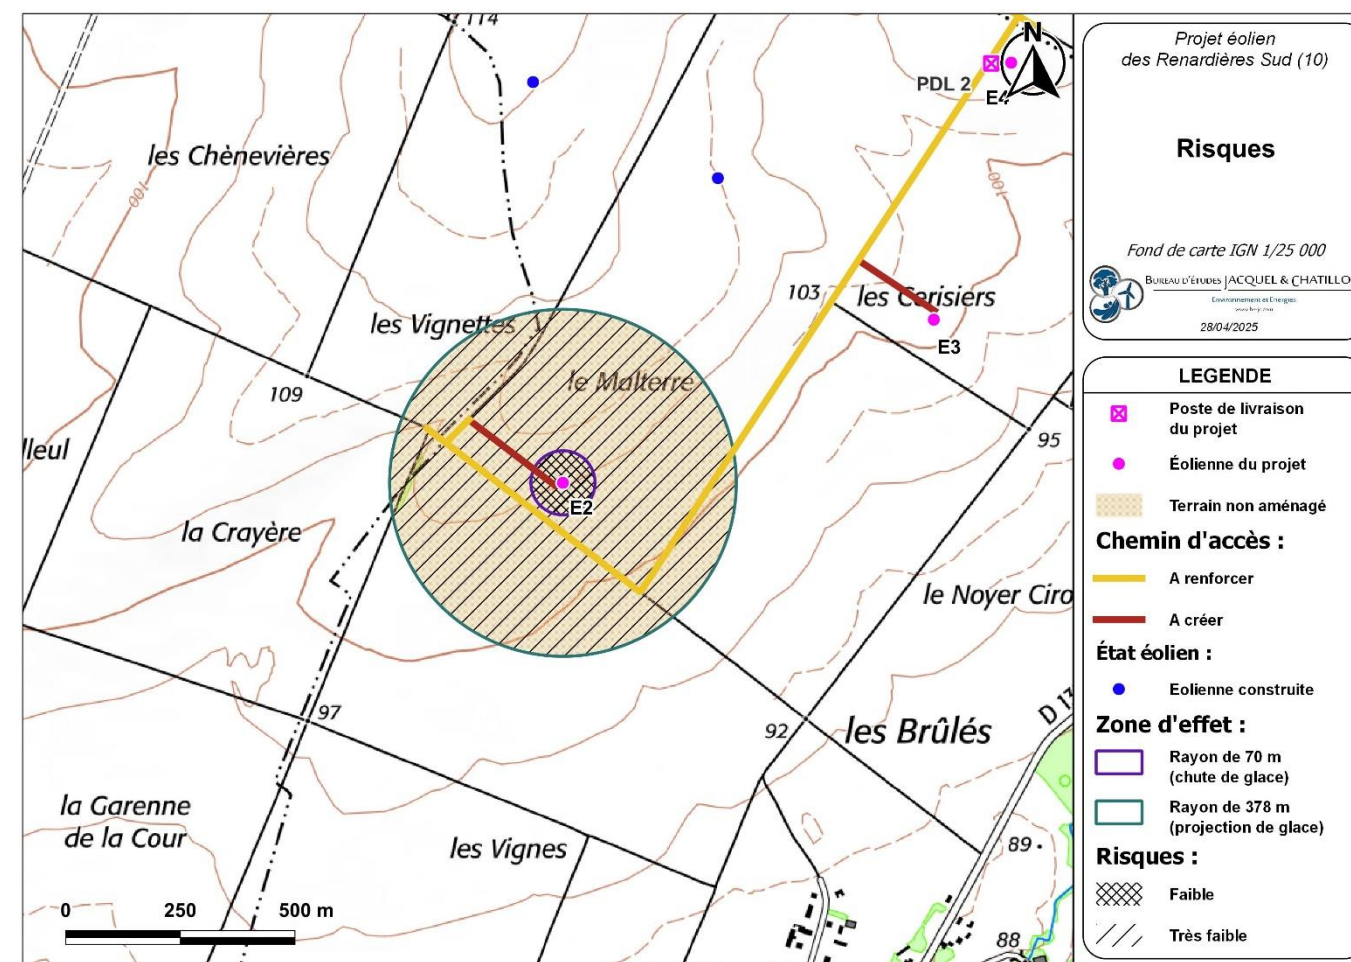 114
N
PDL 2
E4
les Chènevières
100
100
103
les Cerisiers
les Vignettes
E3
le Malterre
109
lleul
95
la Crayère
E2
le Noyer Ciro
97
92
les Brûlés
D 13
la Garenne
de la Cour
les Vignes
89
88
0 250 500 m
Projet éolien
des Renardières Sud (10)
Risques
Fond de carte IGN 1/25 000
BUREAU D'ÉTUDES JACQUEL & CHATILLO
Environnement et Energies
28/04/2025
LEGENDE
Poste de livraison
du projet
Éolienne du projet
Terrain non aménagé
Chemin d'accès :
A renforcer
A créer
État éolien :
Eolienne construite
Zone d'effet :
Rayon de 70 m
(chute de glace)
Rayon de 378 m
(projection de glace)
Risques :
Faible
Très faible